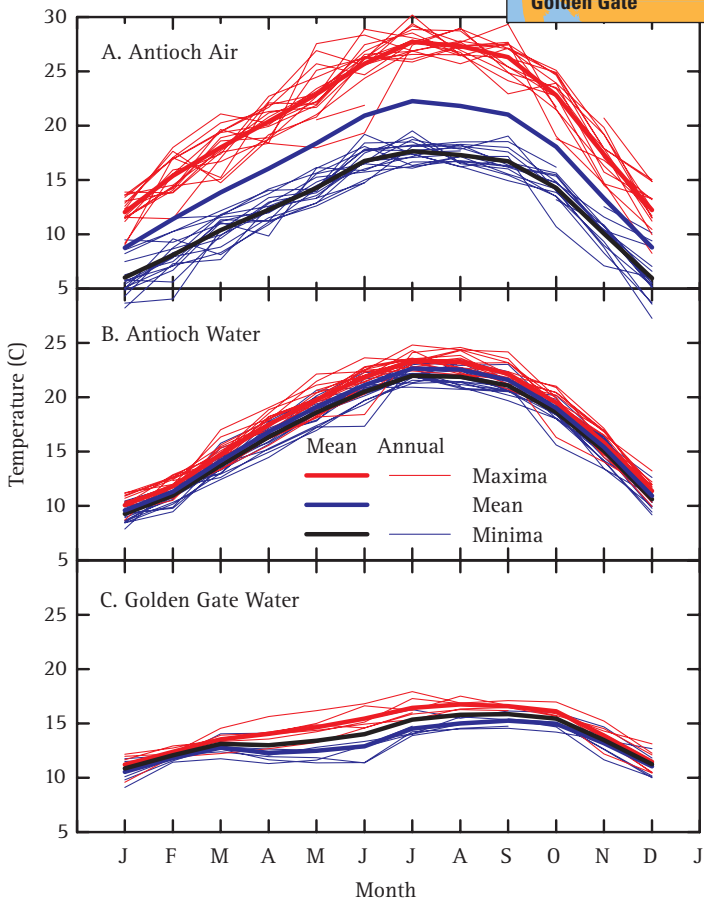 Golden Gate
30
A. Antioch Air
25
20
15
10
5
B. Antioch Water
25
20
15
10
5
Mean Annual
Maxima
Mean
Minima
C. Golden Gate Water
25
20
15
10
5
Temperature (C)
J F M A M J J A S O N D J
Month